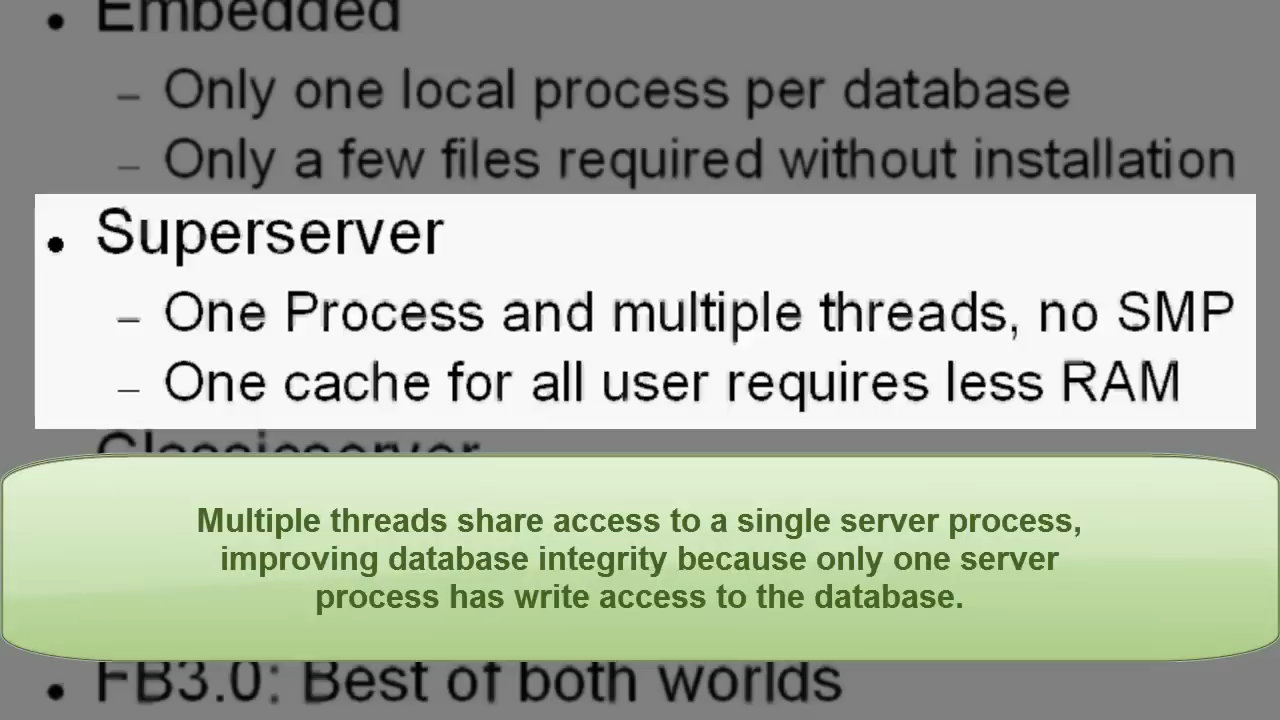 • Embedded
– Only one local process per database
– Only a few files required without installation
• Superserver
– One Process and multiple threads, no SMP
– One cache for all user requires less RAM
Classicserver
Multiple threads share access to a single server process,
improving database integrity because only one server
process has write access to the database.
• FB3.0: Best of both worlds